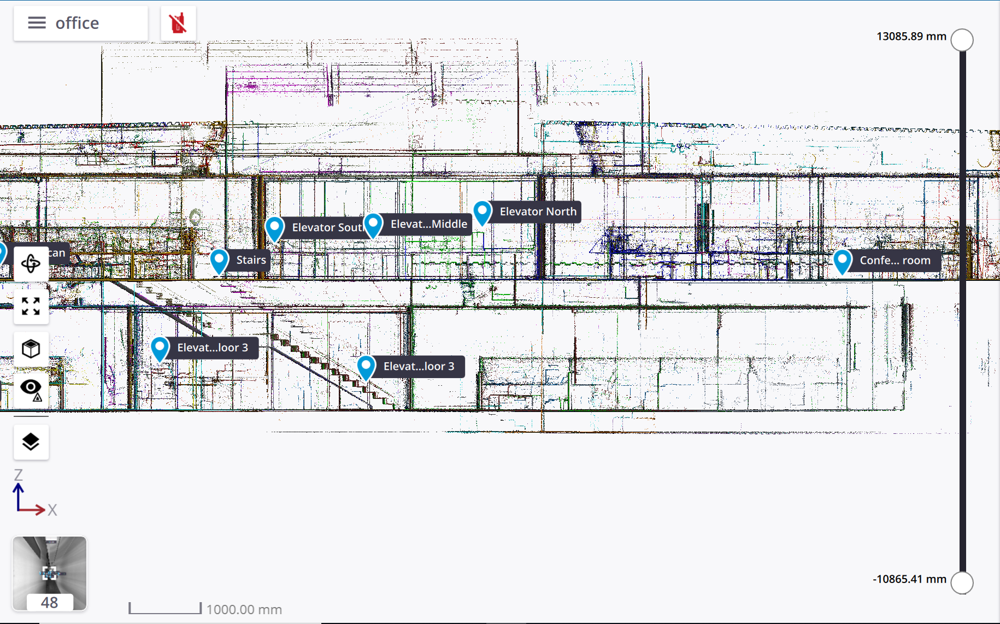 office
13085.89 mm
Elevator North
Elevat...Middle
Elevator Sout
can
Stairs
Confe... room
Elevat...loor 3
Elevat...loor 3
Z
X
-10865.41 mm
48
1000.00 mm